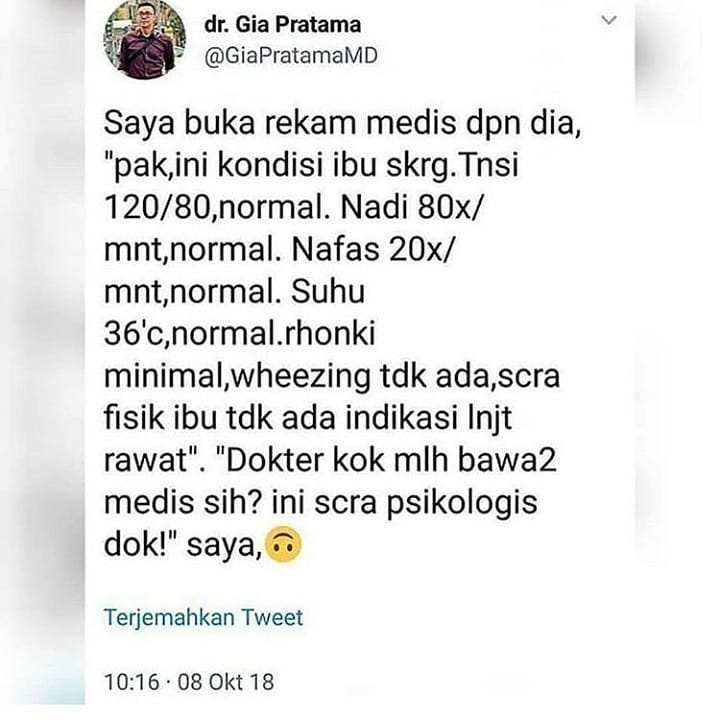 dr. Gia Pratama
@GiaPratamaMD
Saya buka rekam medis dpn dia,
"pak,ini kondisi ibu skrg.Tnsi
120/80,normal. Nadi 80x/
mnt,normal. Nafas 20x/
mnt,normal. Suhu
36'c,normal.rhonki
minimal,wheezing tdk ada,scra
fisik ibu tdk ada indikasi lnjt
rawat". "Dokter kok mlh bawa2
medis sih? ini scra psikologis
dok!" saya,🙃
Terjemahkan Tweet
10:16 · 08 Okt 18